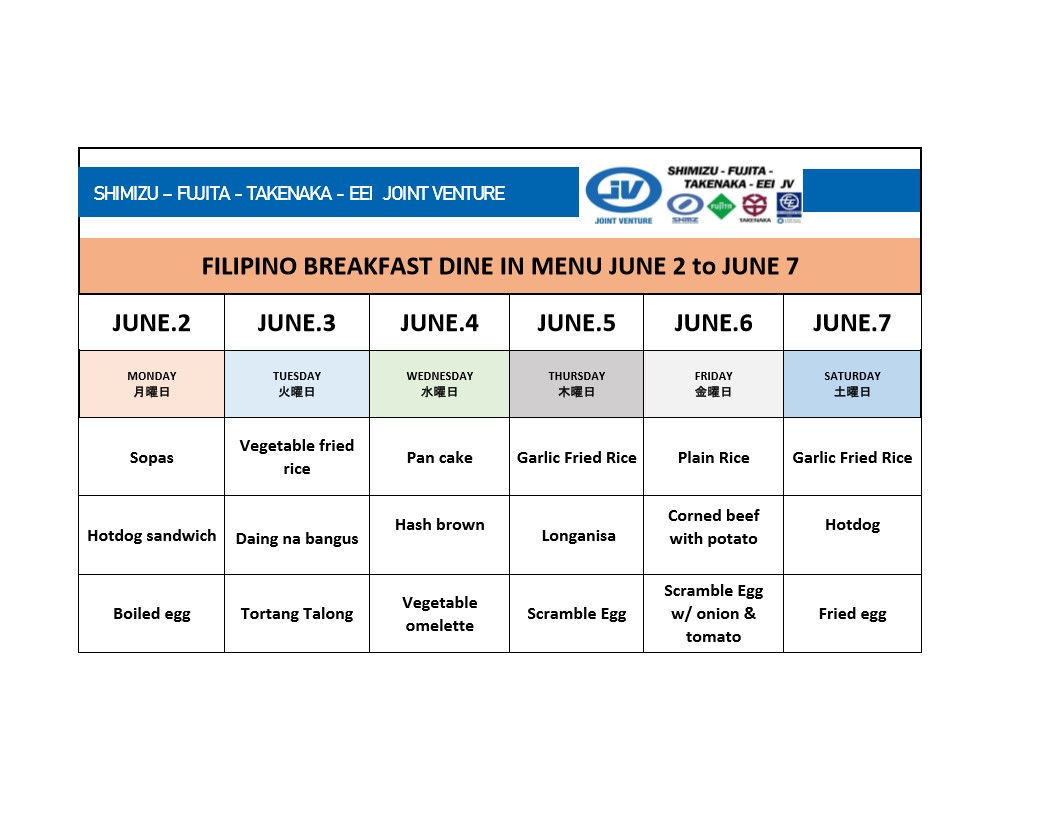 SHIMIZU – FUJITA - TAKENAKA - EEI JOINT VENTURE
JV
JOINT VENTURE
SHIMIZU - FUJITA -
TAKENAKA - EEI JV
SHIMZ
FUJITA
TAKENAKA
FILIPINO BREAKFAST DINE IN MENU JUNE 2 to JUNE 7
JUNE.2 JUNE.3 JUNE.4 JUNE.5 JUNE.6 JUNE.7
MONDAY TUESDAY WEDNESDAY THURSDAY FRIDAY SATURDAY
月曜日 火曜日 水曜日 木曜日 金曜日 土曜日
Sopas
Vegetable fried
rice
Pan cake
Garlic Fried Rice
Plain Rice
Garlic Fried Rice
Hotdog sandwich
Daing na bangus
Hash brown
Longanisa
Corned beef
with potato
Hotdog
Boiled egg
Tortang Talong
Vegetable
omelette
Scramble Egg
Scramble Egg
w/ onion &
tomato
Fried egg